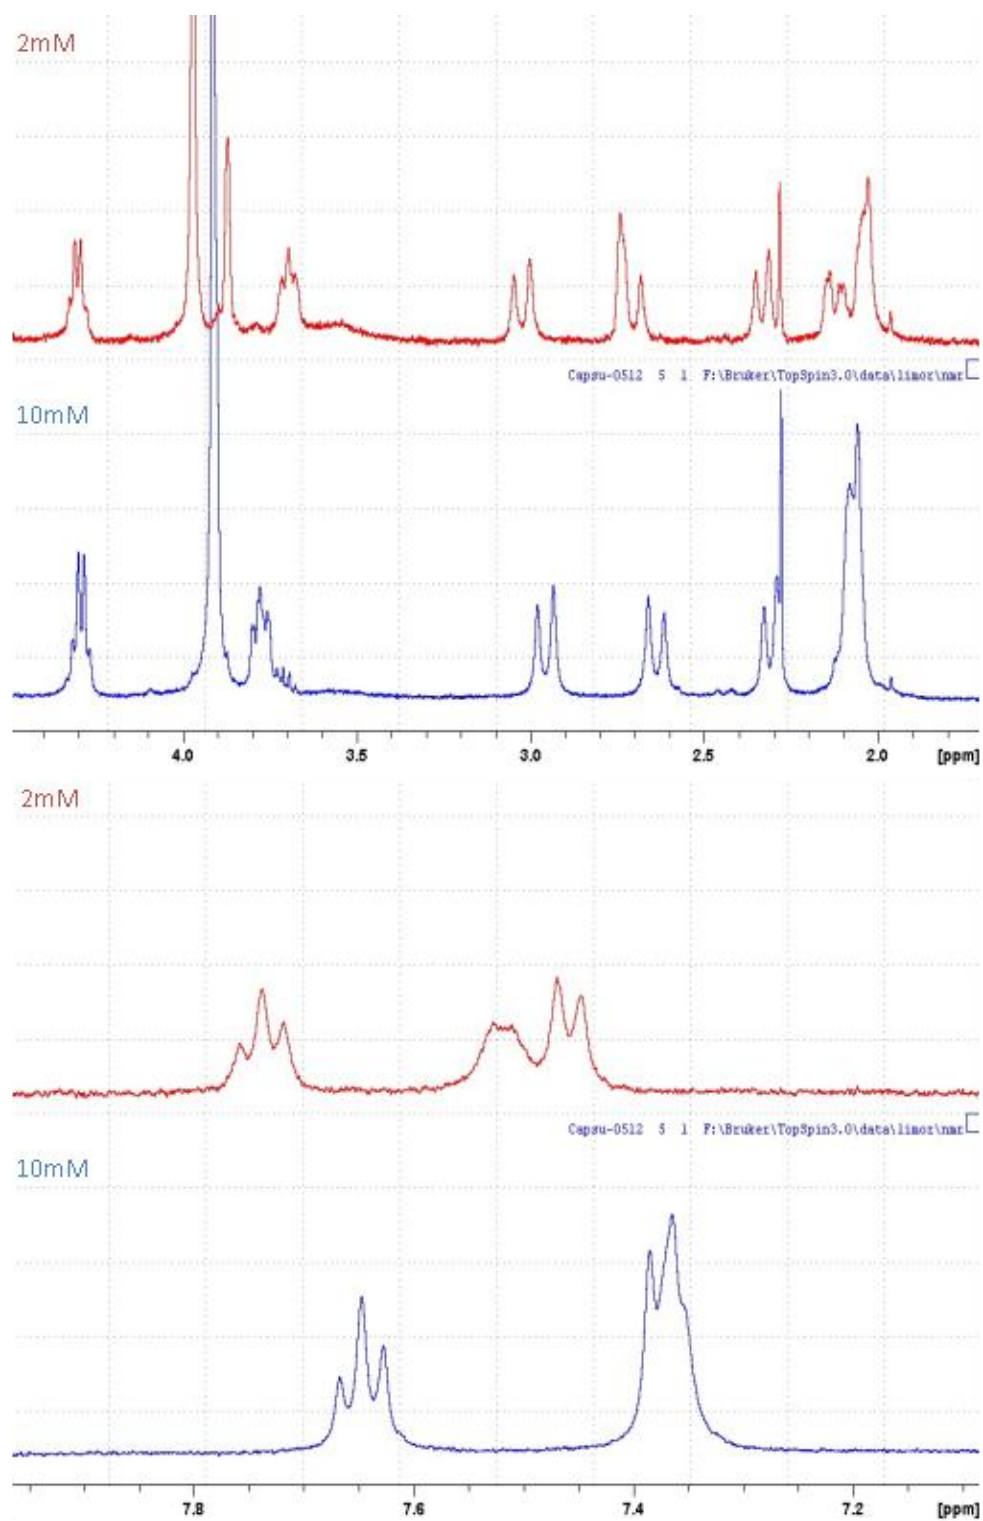 2mM
Capsu-0512 5 1 F:\Bruker\TopSpin3.0\data\limor\nmr
10mM
4.0 3.5 3.0 2.5 2.0 [ppm]
2mM
Capsu-0512 5 1 F:\Bruker\TopSpin3.0\data\limor\nmr
10mM
7.8 7.6 7.4 7.2 [ppm]